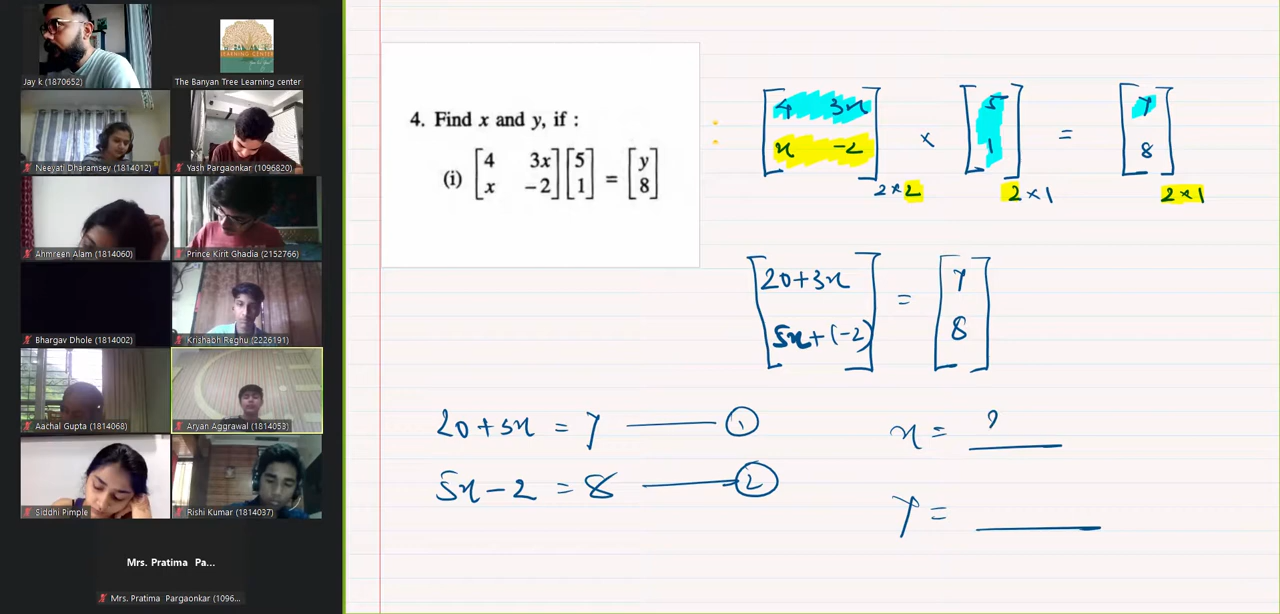 Jay k (1870652)
LEARNING CENTER
The Banyan Tree Learning center
Neeyati Dharamsey (1814012)
Yash Pargaonkar (1096820)
Ahmreen Alam (1814060)
Prince Kirit Ghadia (2152766)
Bhargav Dhole (1814002)
Krishabh Reghu (2226191)
Aachal Gupta (1814068)
Aryan Aggrawal (1814053)
Siddhi Pimple
Rishi Kumar (1814037)
Mrs. Pratima Pa...
Mrs. Pratima Pargaonkar (1096...
4. Find x and y, if :
(i) [4 3x [5 = [y
x -2] 1] 8]
[4 3x × [5 = [y
x -2] 2×2 1] 2×1 8] 2×1
[20+3x = [y
5x+(-2)] 8]
20+3x = y ——— ①
5x-2 = 8 ——— ②
x = ?
y =